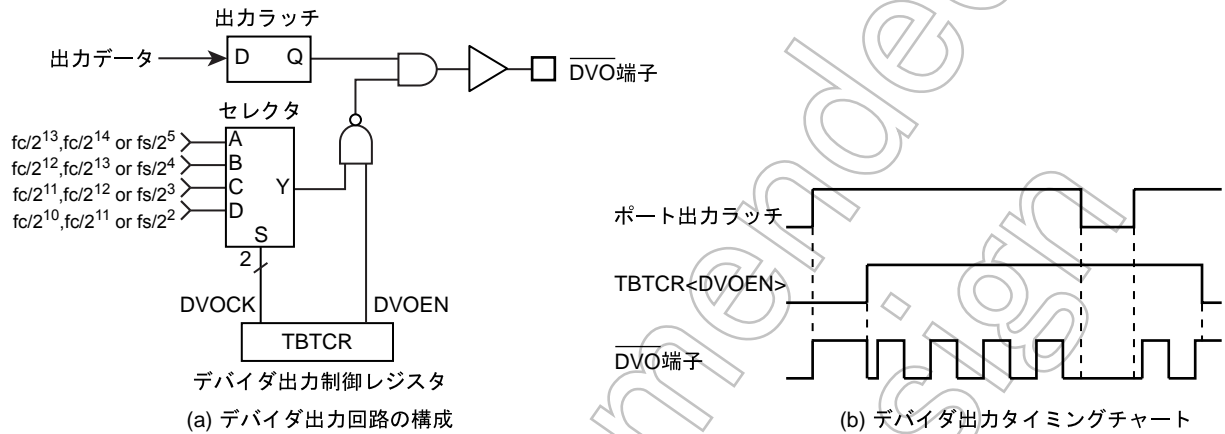 出力ラッチ
出力データ
D Q
DVO端子
セレクタ
fc/2^13,fc/2^14 or fs/2^5
A
fc/2^12,fc/2^13 or fs/2^4
B
fc/2^11,fc/2^12 or fs/2^3
C
fc/2^10,fc/2^11 or fs/2^2
D
Y
S
2
DVOCK
DVOEN
TBTCR
デバイダ出力制御レジスタ
(a) デバイダ出力回路の構成
ポート出力ラッチ
TBTCR<DVOEN>
DVO端子
(b) デバイダ出力タイミングチャート